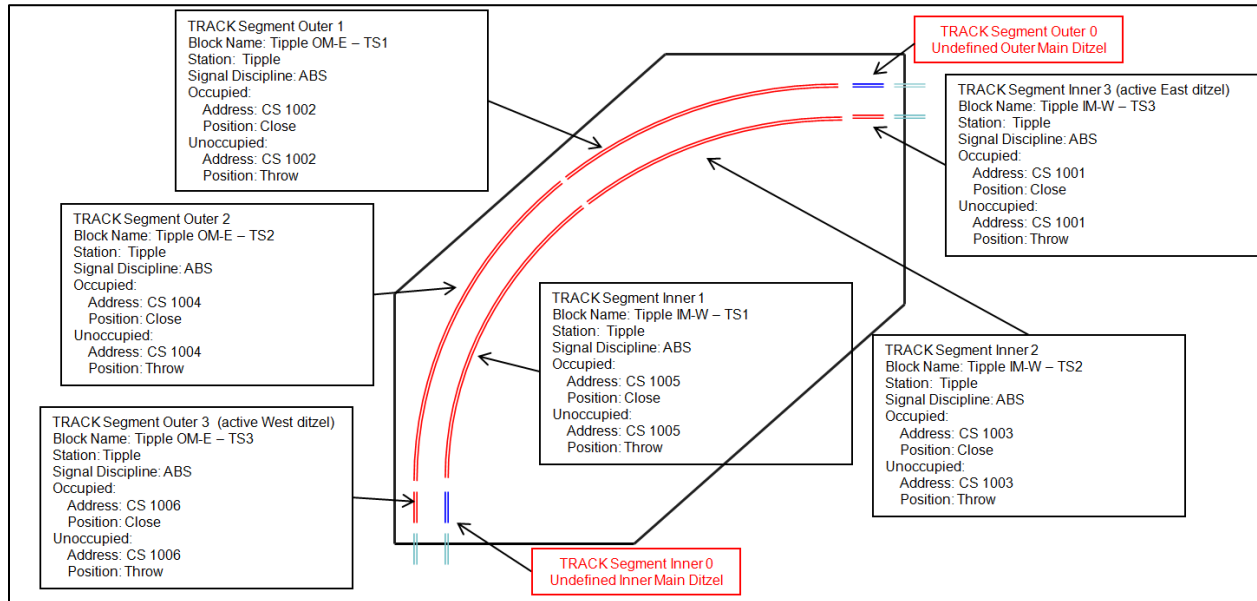 TRACK Segment Outer 1
Block Name: Tipple OM-E – TS1
Station: Tipple
Signal Discipline: ABS
Occupied:
Address: CS 1002
Position: Close
Unoccupied:
Address: CS 1002
Position: Throw
TRACK Segment Outer 0
Undefined Outer Main Ditzel
TRACK Segment Inner 3 (active East ditzel)
Block Name: Tipple IM-W – TS3
Station: Tipple
Signal Discipline: ABS
Occupied:
Address: CS 1001
Position: Close
Unoccupied:
Address: CS 1001
Position: Throw
TRACK Segment Outer 2
Block Name: Tipple OM-E – TS2
Station: Tipple
Signal Discipline: ABS
Occupied:
Address: CS 1004
Position: Close
Unoccupied:
Address: CS 1004
Position: Throw
TRACK Segment Inner 1
Block Name: Tipple IM-W – TS1
Station: Tipple
Signal Discipline: ABS
Occupied:
Address: CS 1005
Position: Close
Unoccupied:
Address: CS 1005
Position: Throw
TRACK Segment Inner 2
Block Name: Tipple IM-W – TS2
Station: Tipple
Signal Discipline: ABS
Occupied:
Address: CS 1003
Position: Close
Unoccupied:
Address: CS 1003
Position: Throw
TRACK Segment Outer 3 (active West ditzel)
Block Name: Tipple OM-E – TS3
Station: Tipple
Signal Discipline: ABS
Occupied:
Address: CS 1006
Position: Close
Unoccupied:
Address: CS 1006
Position: Throw
TRACK Segment Inner 0
Undefined Inner Main Ditzel